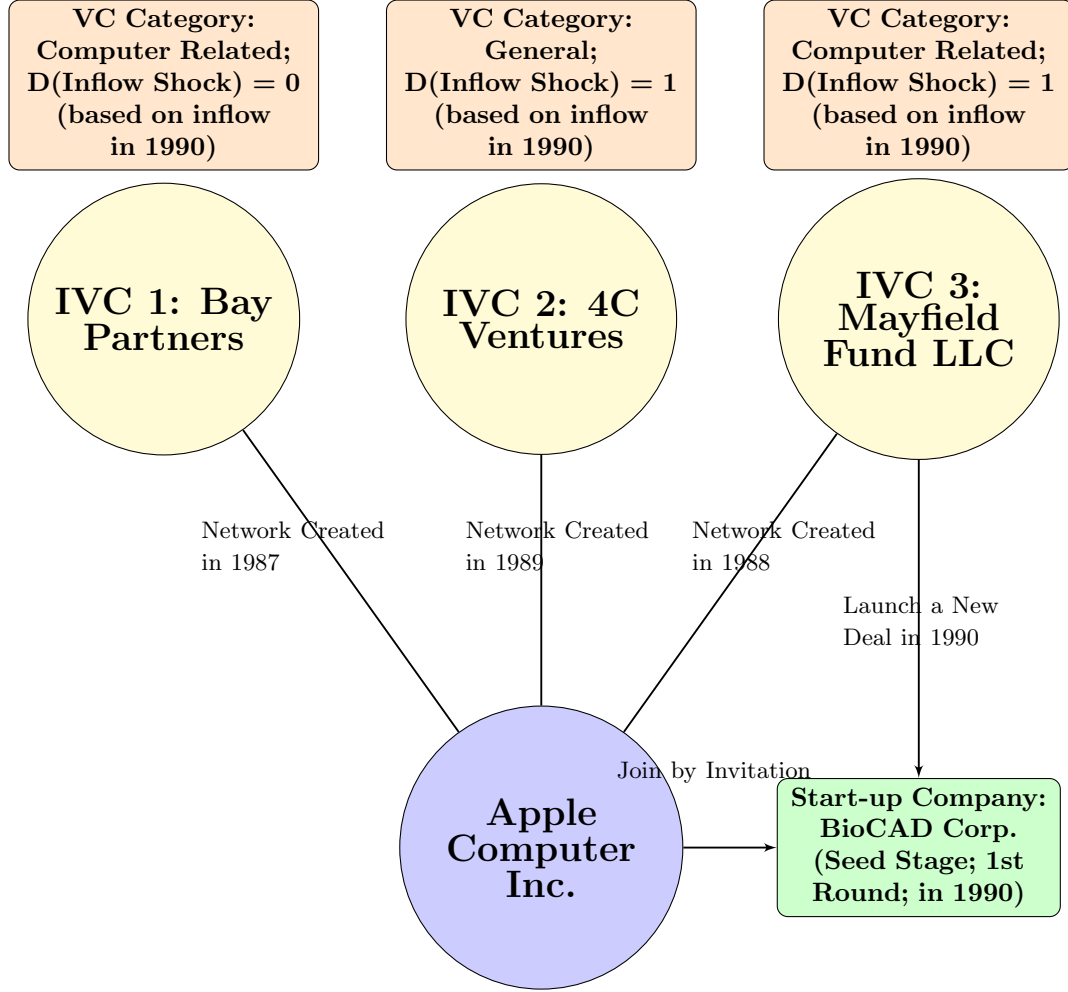 VC Category:
Computer Related;
D(Inflow Shock) = 0
(based on inflow
in 1990)
VC Category:
General;
D(Inflow Shock) = 1
(based on inflow
in 1990)
VC Category:
Computer Related;
D(Inflow Shock) = 1
(based on inflow
in 1990)
IVC 1: Bay
Partners
IVC 2: 4C
Ventures
IVC 3:
Mayfield
Fund LLC
Network Created
in 1987
Network Created
in 1989
Network Created
in 1988
Launch a New
Deal in 1990
Join by Invitation
Apple
Computer
Inc.
Start-up Company:
BioCAD Corp.
(Seed Stage; 1st
Round; in 1990)